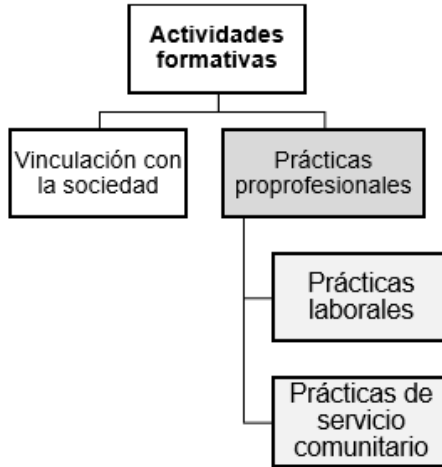 Actividades
formativas
Vinculación con
la sociedad
Prácticas
proprofesionales
Prácticas
laborales
Prácticas de
servicio
comunitario